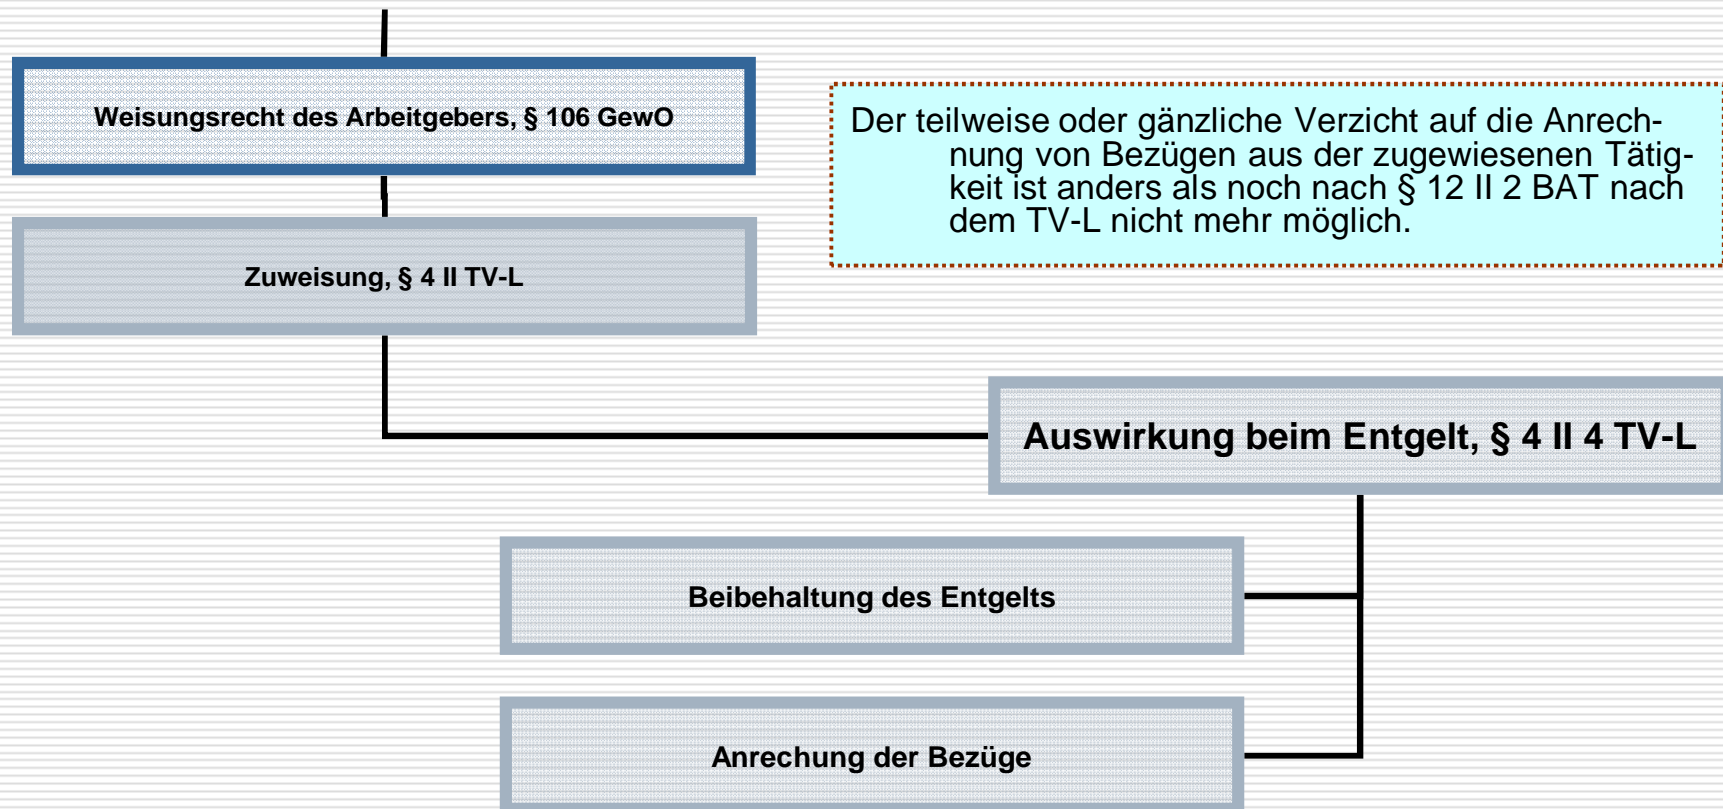 Weisungsrecht des Arbeitgebers, § 106 GewO
Der teilweise oder gänzliche Verzicht auf die Anrech-
nung von Bezügen aus der zugewiesenen Tätig-
keit ist anders als noch nach § 12 II 2 BAT nach
dem TV-L nicht mehr möglich.
Zuweisung, § 4 II TV-L
Auswirkung beim Entgelt, § 4 II 4 TV-L
Beibehaltung des Entgelts
Anrechung der Bezüge